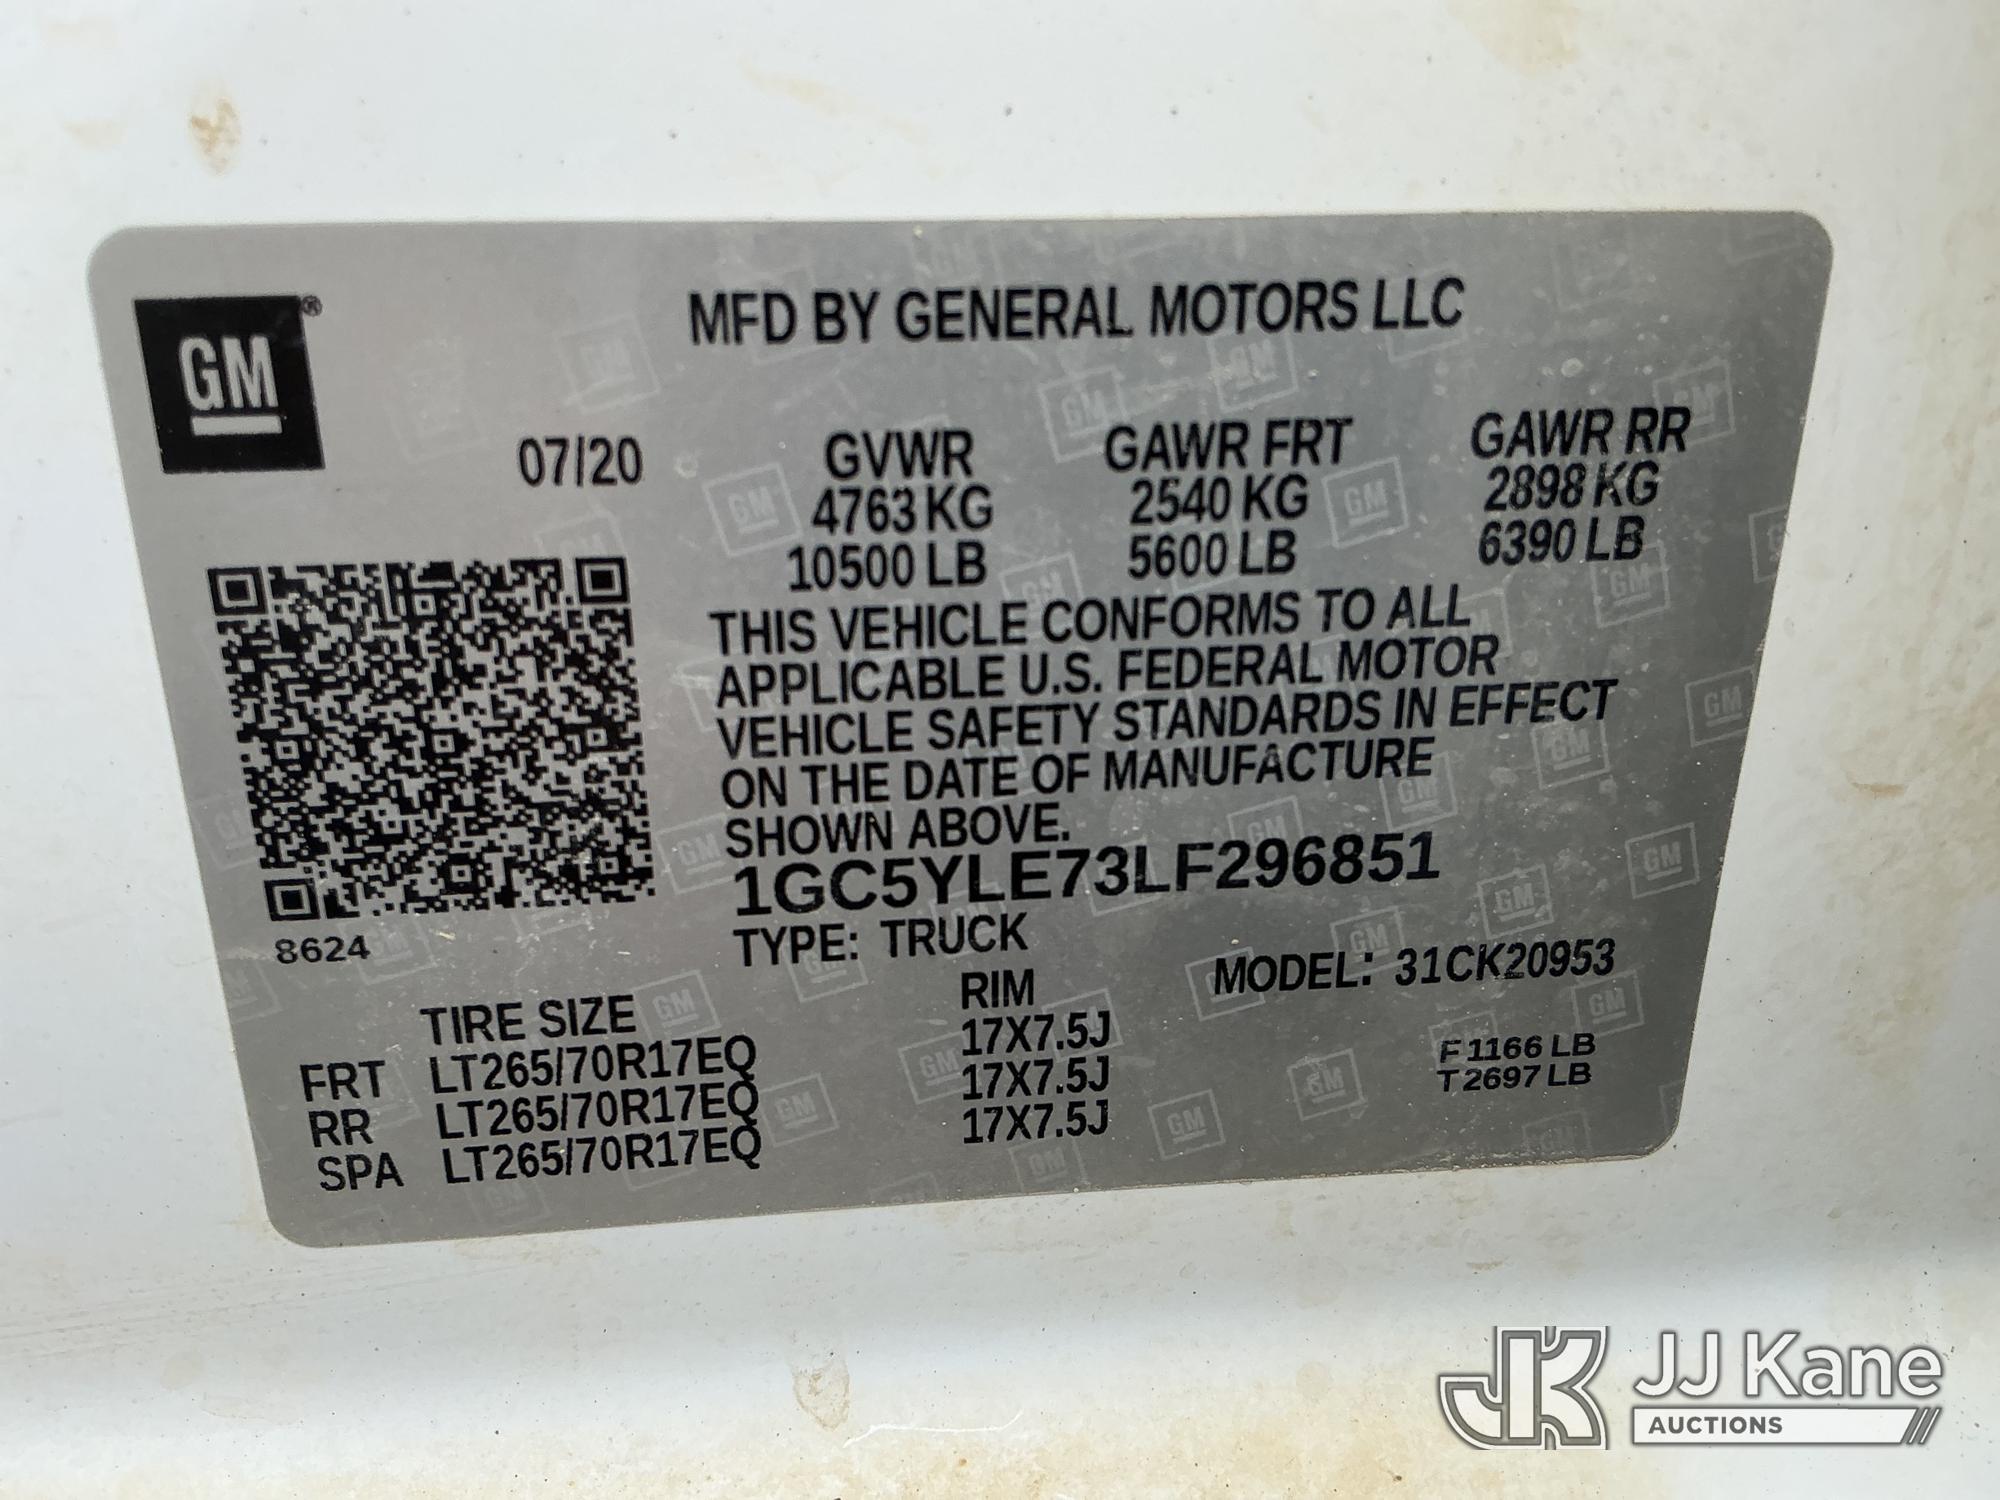 GM ®
MFD BY GENERAL MOTORS LLC
07/20 GVWR GAWR FRT GAWR RR
4763 KG 2540 KG 2898 KG
10500 LB 5600 LB 6390 LB
THIS VEHICLE CONFORMS TO ALL
APPLICABLE U.S. FEDERAL MOTOR
VEHICLE SAFETY STANDARDS IN EFFECT
ON THE DATE OF MANUFACTURE
SHOWN ABOVE.
1GC5YLE73LF296851
8624
TYPE: TRUCK MODEL: 31CK20953
TIRE SIZE RIM
FRT LT265/70R17EQ 17X7.5J
RR LT265/70R17EQ 17X7.5J
SPA LT265/70R17EQ 17X7.5J
F 1166 LB
T 2697 LB
JK JJ Kane
AUCTIONS